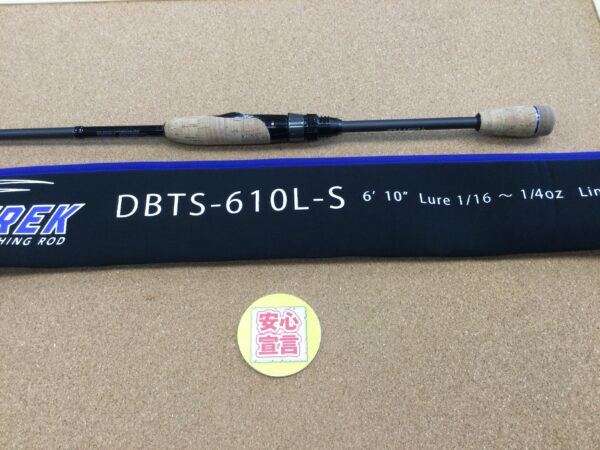 REK
HING ROD
DBTS-610L-S 6' 10" Lure 1/16 ～ 1/4oz Lin
安心
宣言